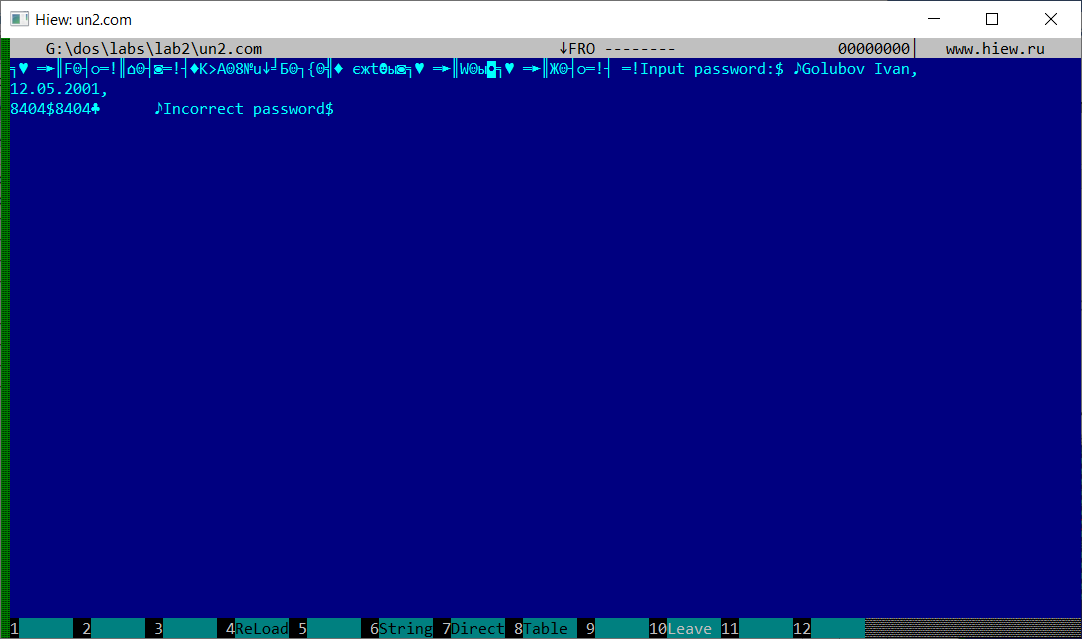 Hiew: un2.com
G:\dos\labs\lab2\un2.com ↓FRO -------- 00000000 www.hiew.ru
Input password:$ ♪Golubov Ivan,
12.05.2001,
8404$8404♣ ♪Incorrect password$
1 2 3 4ReLoad 5 6String 7Direct 8Table 9 10Leave 11 12